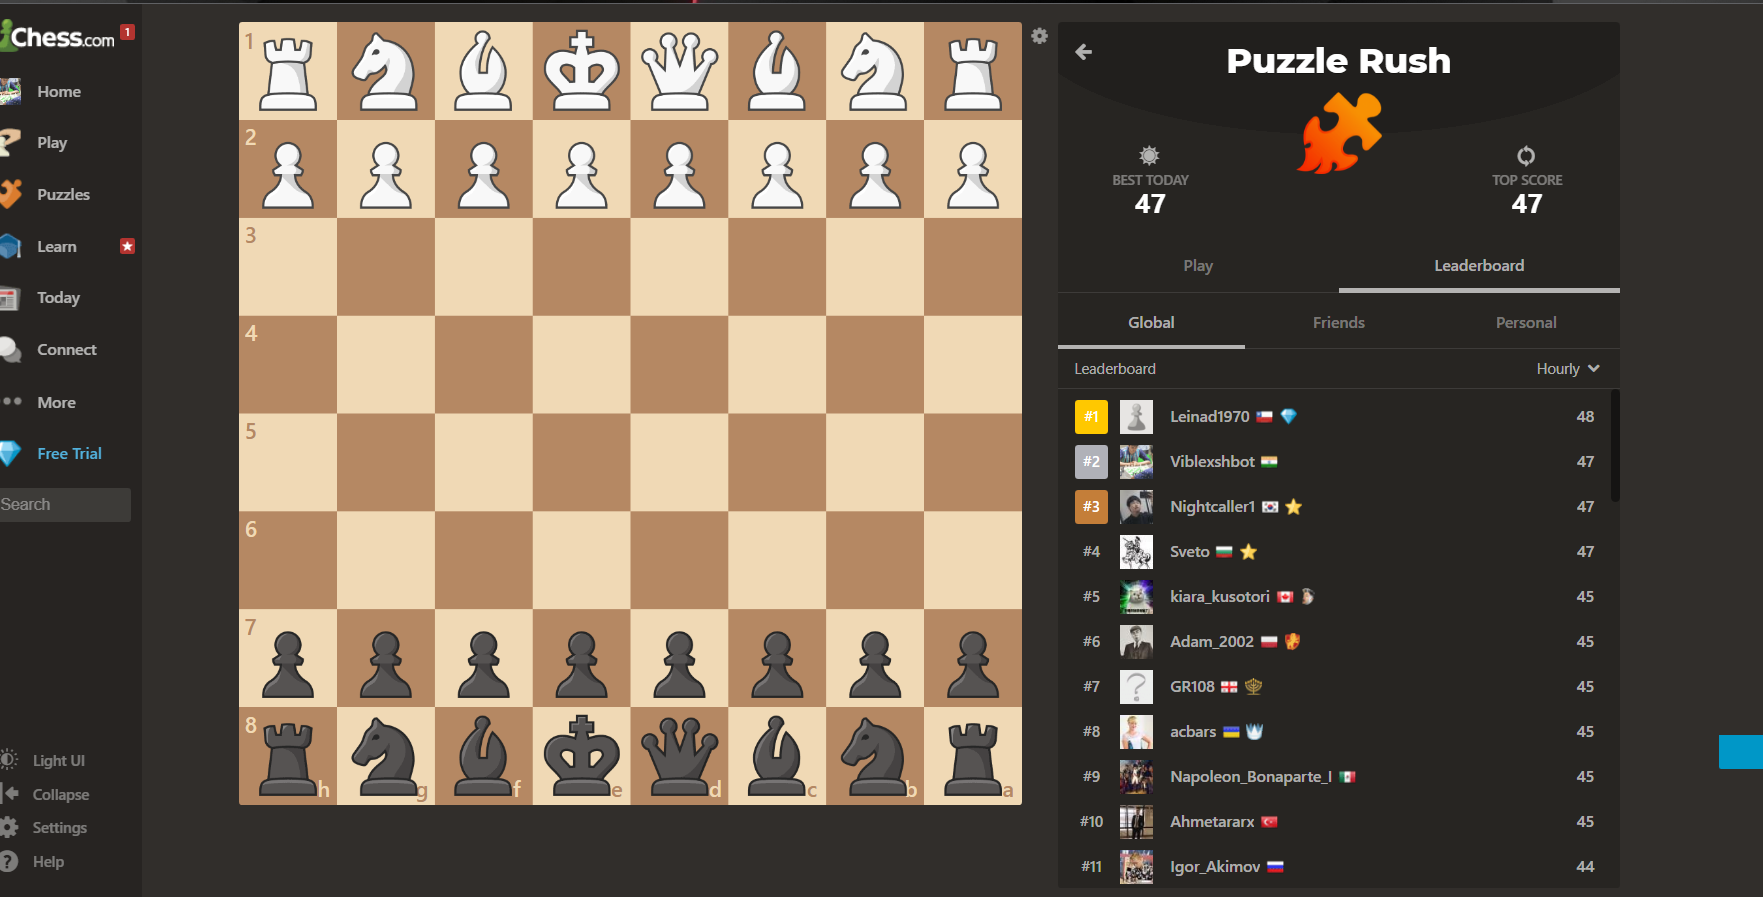 Chess.com 1
Home
Play
Puzzles
Learn
Today
Connect
More
Free Trial
Search
Light UI
Collapse
Settings
Help
1
2
3
4
5
6
7
8
h g f e d c b a
Puzzle Rush
BEST TODAY
47
TOP SCORE
47
Play Leaderboard
Global Friends Personal
Leaderboard Hourly
#1 Leinad1970 48
#2 Viblexshbot 47
#3 Nightcaller1 47
#4 Sveto 47
#5 kiara_kusotori 45
#6 Adam_2002 45
#7 GR108 45
#8 acbars 45
#9 Napoleon_Bonaparte_I 45
#10 Ahmetararx 45
#11 Igor_Akimov 44